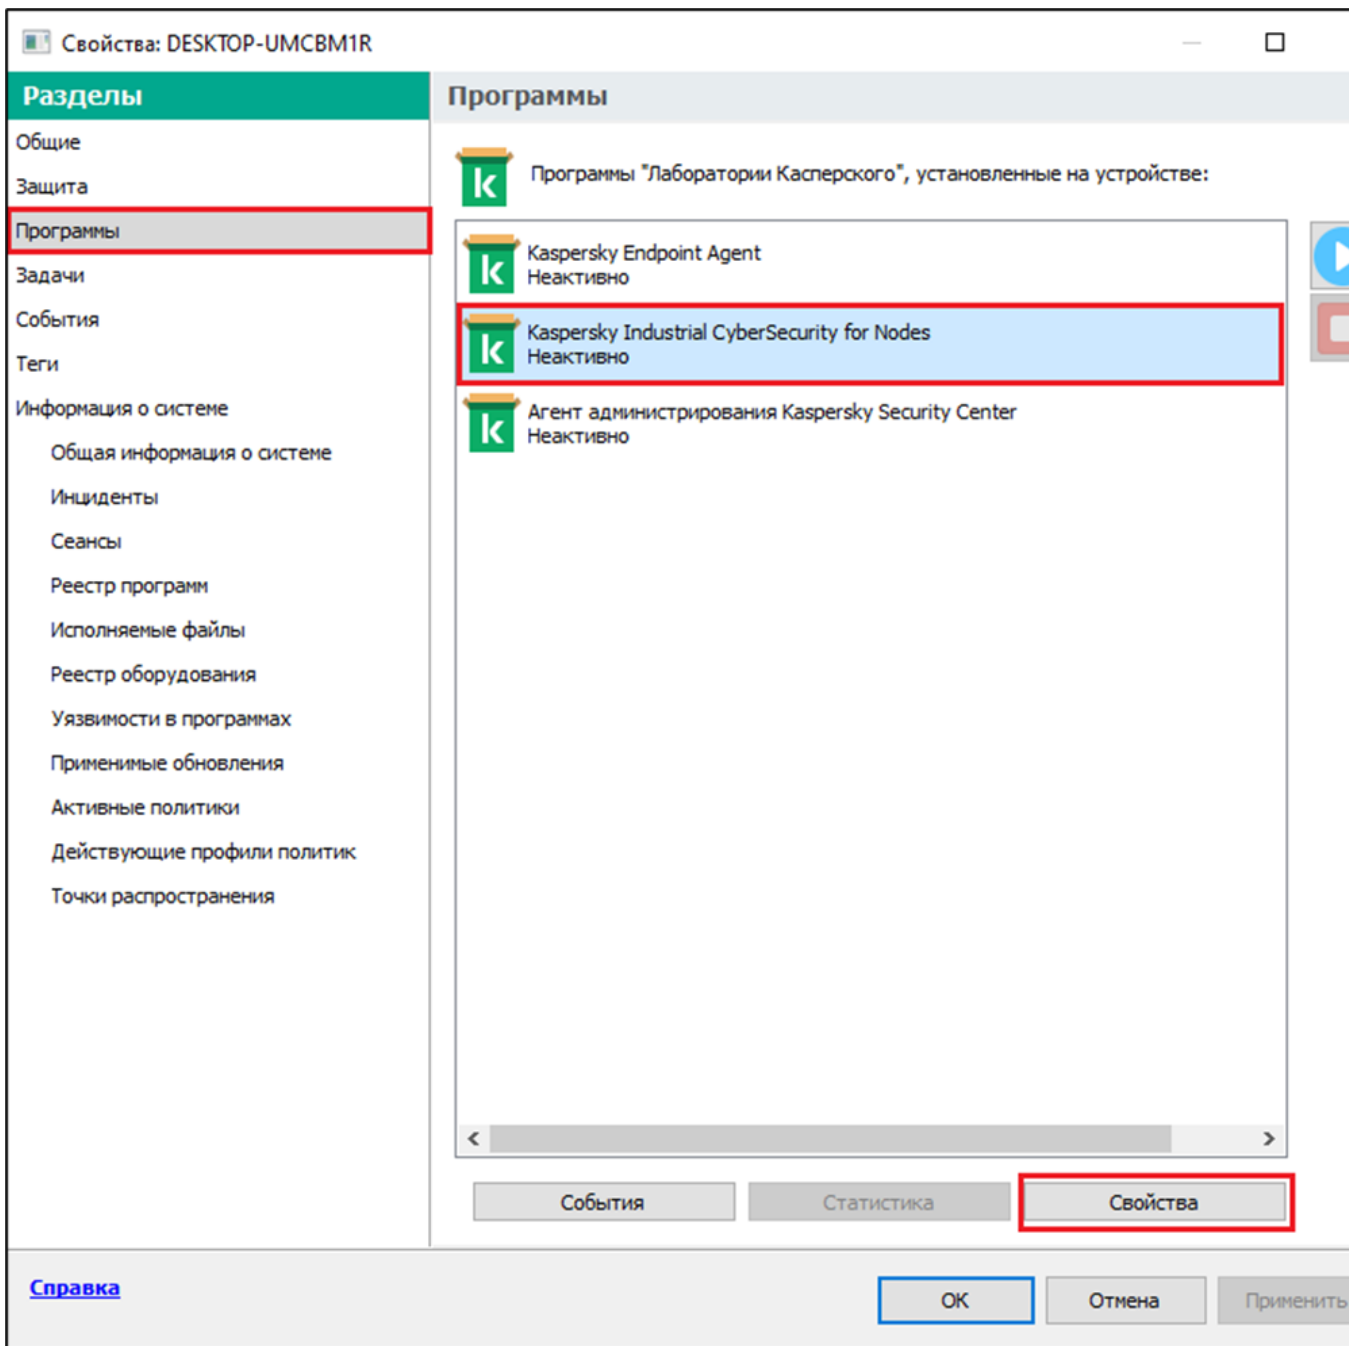 Свойства: DESKTOP-UMCBM1R
Разделы
Общие
Защита
Программы
Задачи
События
Теги
Информация о системе
Общая информация о системе
Инциденты
Сеансы
Реестр программ
Исполняемые файлы
Реестр оборудования
Уязвимости в программах
Применимые обновления
Активные политики
Действующие профили политик
Точки распространения
Программы
Программы "Лаборатории Касперского", установленные на устройстве:
Kaspersky Endpoint Agent
Неактивно
Kaspersky Industrial CyberSecurity for Nodes
Неактивно
Агент администрирования Kaspersky Security Center
Неактивно
События
Статистика
Свойства
Справка
ОК
Отмена
Применить